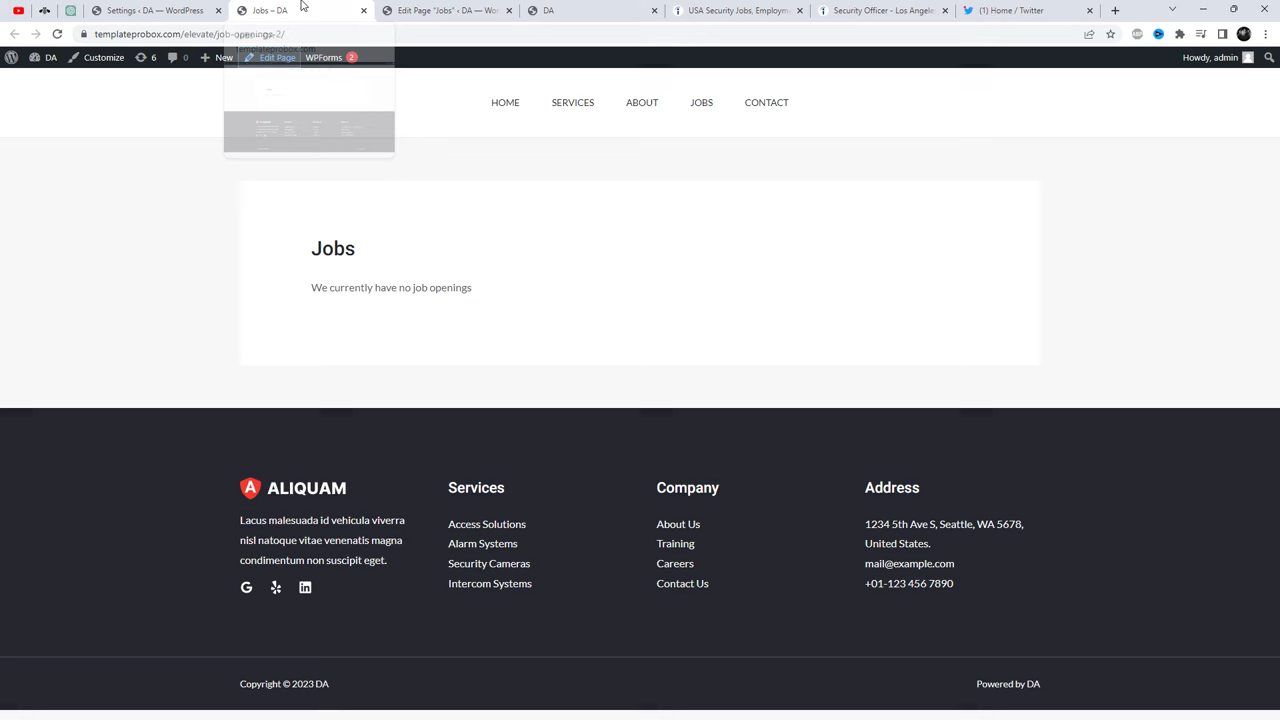 Settings ‹ DA — WordPress
Jobs – DA
Edit Page "Jobs" ‹ DA — Wor
DA
USA Security Jobs, Employm
Security Officer - Los Angeles
(1) Home / Twitter
templateprobox.com/elevate/job-openings-2/
DA
Customize
6
0
New
Edit Page
WPForms 2
Howdy, admin
HOME
SERVICES
ABOUT
JOBS
CONTACT
Jobs
We currently have no job openings
ALIQUAM
Lacus malesuada id vehicula viverra
nisl natoque vitae venenatis magna
condimentum non suscipit eget.
Services
Access Solutions
Alarm Systems
Security Cameras
Intercom Systems
Company
About Us
Training
Careers
Contact Us
Address
1234 5th Ave S, Seattle, WA 5678,
United States.
mail@example.com
+01-123 456 7890
Copyright © 2023 DA
Powered by DA